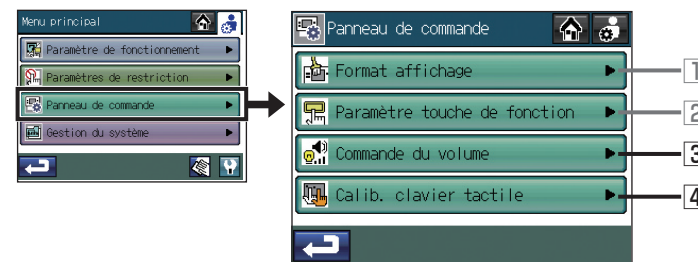 Menu principal
Paramètre de fonctionnement
Paramètres de restriction
Panneau de commande
Gestion du système
Panneau de commande
Format affichage
1
Paramètre touche de fonction
2
Commande du volume
3
Calib. clavier tactile
4